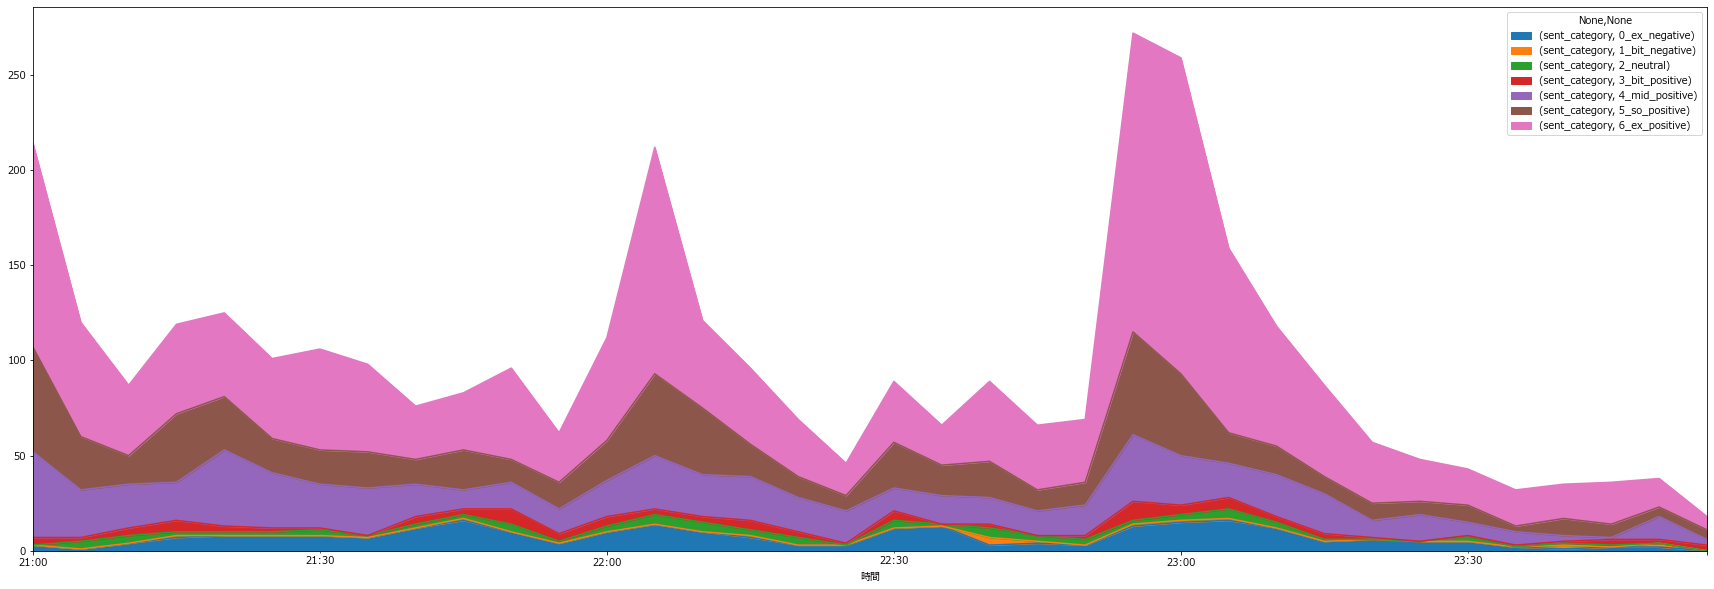 None,None
(sent_category, 0_ex_negative)
(sent_category, 1_bit_negative)
(sent_category, 2_neutral)
(sent_category, 3_bit_positive)
(sent_category, 4_mid_positive)
(sent_category, 5_so_positive)
(sent_category, 6_ex_positive)
250
200
150
100
50
0
21:00 21:30 22:00 22:30 23:00 23:30
時間